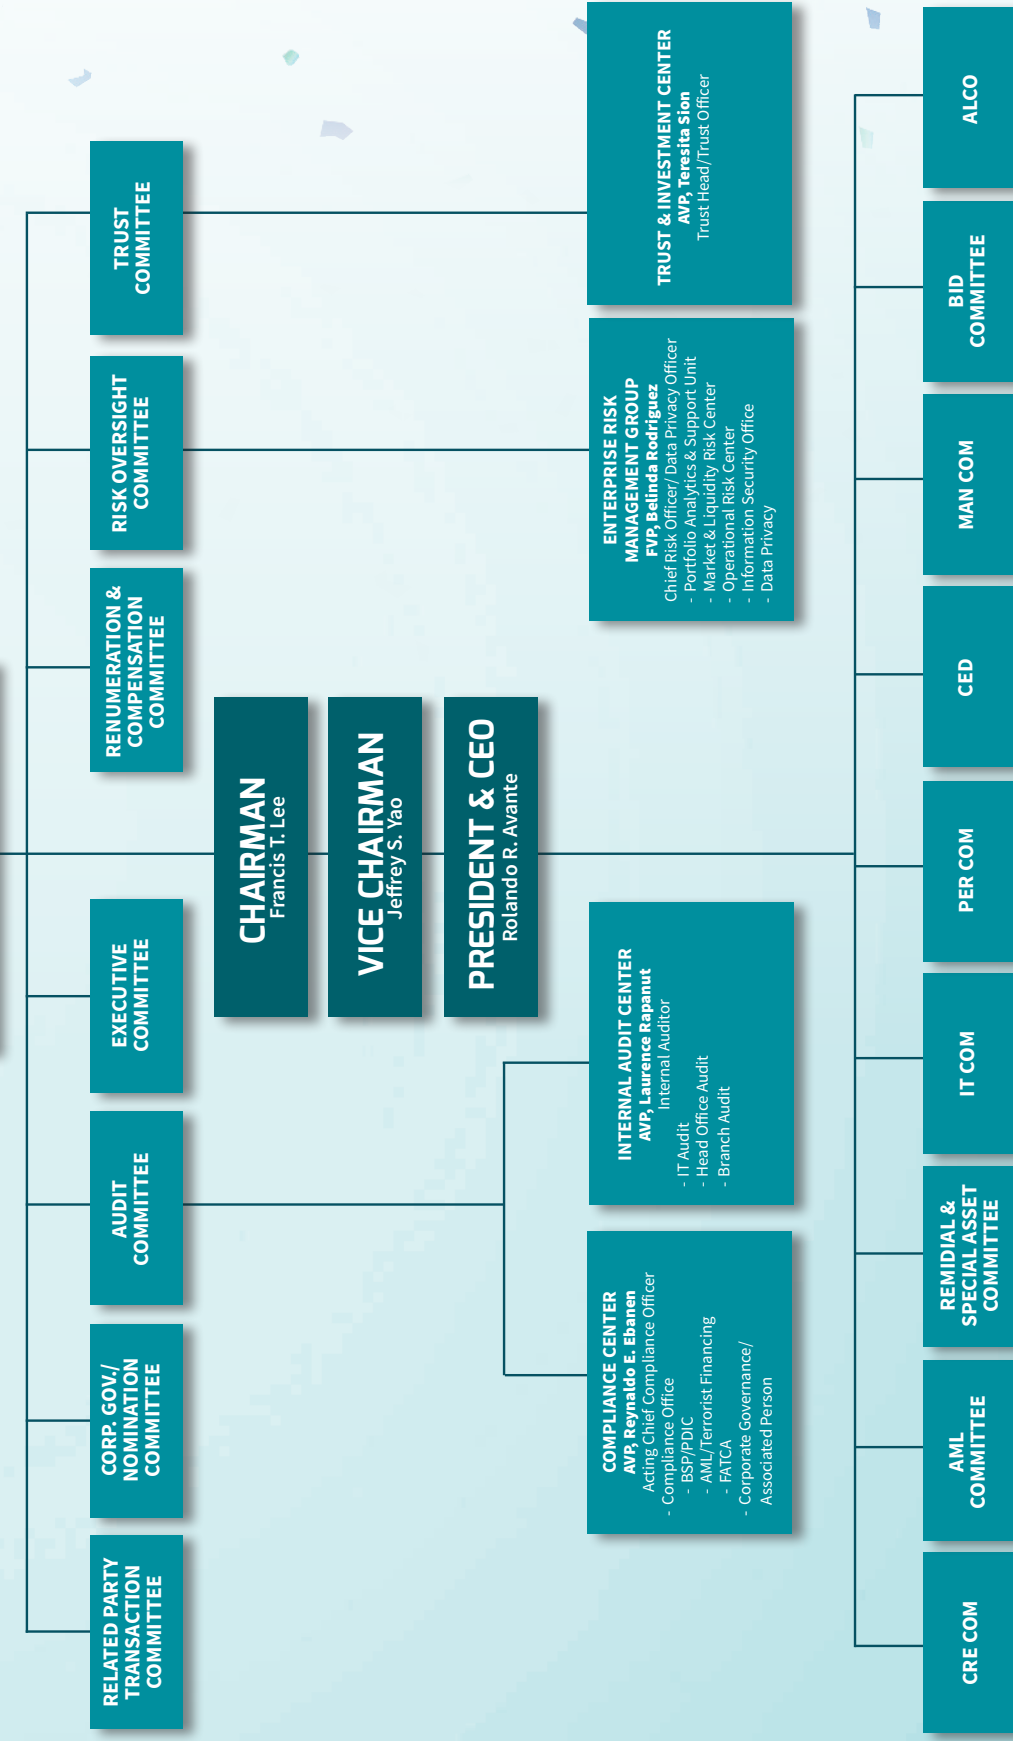 RELATED PARTY
TRANSACTION
COMMITTEE
CORP. GOV./
NOMINATION
COMMITTEE
AUDIT
COMMITTEE
EXECUTIVE
COMMITTEE
RENUMERATION &
COMPENSATION
COMMITTEE
RISK OVERSIGHT
COMMITTEE
TRUST
COMMITTEE
CHAIRMAN
Francis T. Lee
VICE CHAIRMAN
Jeffrey S. Yao
PRESIDENT & CEO
Rolando R. Avante
COMPLIANCE CENTER
AVP, Reynaldo E. Ebanen
Acting Chief Compliance Officer
- Compliance Office
- BSP/PDIC
- AML/Terrorist Financing
- FATCA
- Corporate Governance/
Associated Person
INTERNAL AUDIT CENTER
AVP, Laurence Rapanut
Internal Auditor
- IT Audit
- Head Office Audit
- Branch Audit
ENTERPRISE RISK
MANAGEMENT GROUP
FVP, Belinda Rodriguez
Chief Risk Officer/ Data Privacy Officer
- Portfolio Analytics & Support Unit
- Market & Liquidity Risk Center
- Operational Risk Center
- Information Security Office
- Data Privacy
TRUST & INVESTMENT CENTER
AVP, Teresita Sion
Trust Head/Trust Officer
CRE COM
AML
COMMITTEE
REMIDIAL &
SPECIAL ASSET
COMMITTEE
IT COM
PER COM
CED
MAN COM
BID
COMMITTEE
ALCO